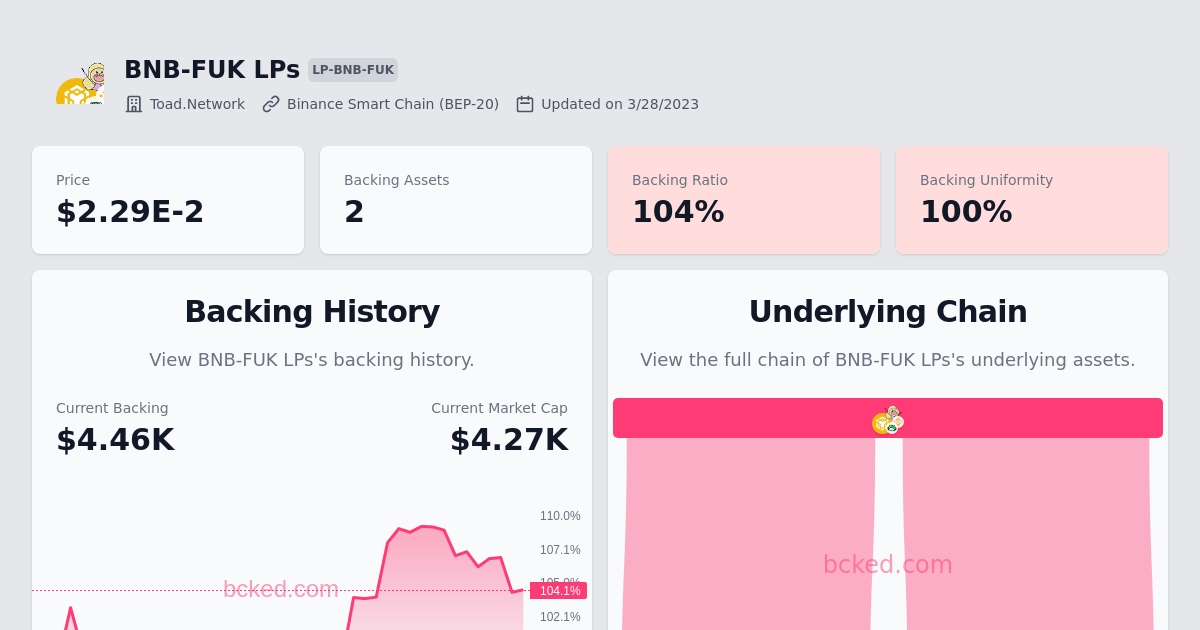 BNB-FUK LPs LP-BNB-FUK
Toad.Network Binance Smart Chain (BEP-20) Updated on 3/28/2023
Price
$2.29E-2
Backing Assets
2
Backing Ratio
104%
Backing Uniformity
100%
Backing History
View BNB-FUK LPs's backing history.
Current Backing
$4.46K
Current Market Cap
$4.27K
110.0%
107.1%
105.0%
104.1%
102.1%
bcked.com
Underlying Chain
View the full chain of BNB-FUK LPs's underlying assets.
bcked.com